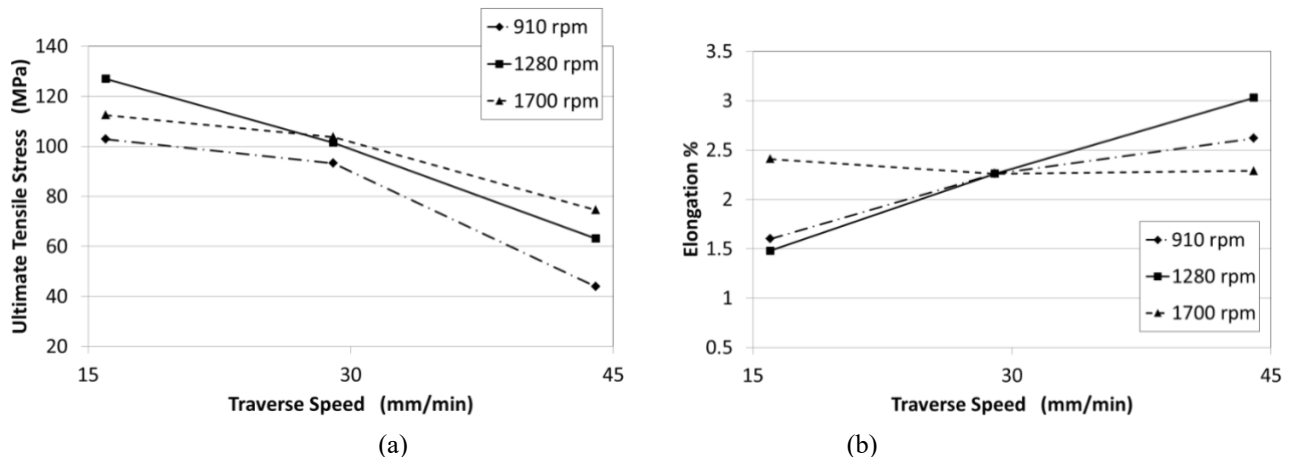 Ultimate Tensile Stress (MPa)
140
120
100
80
60
40
20
15
30
45
Traverse Speed (mm/min)
910 rpm
1280 rpm
1700 rpm
(a)
Elongation %
3.5
3
2.5
2
1.5
1
0.5
15
30
45
Traverse Speed (mm/min)
910 rpm
1280 rpm
1700 rpm
(b)